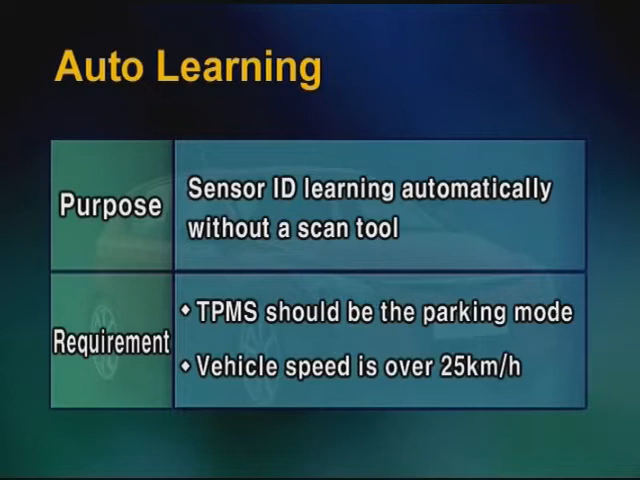 Auto Learning
Purpose
Sensor ID learning automatically
without a scan tool
Requirement
• TPMS should be the parking mode
• Vehicle speed is over 25km/h